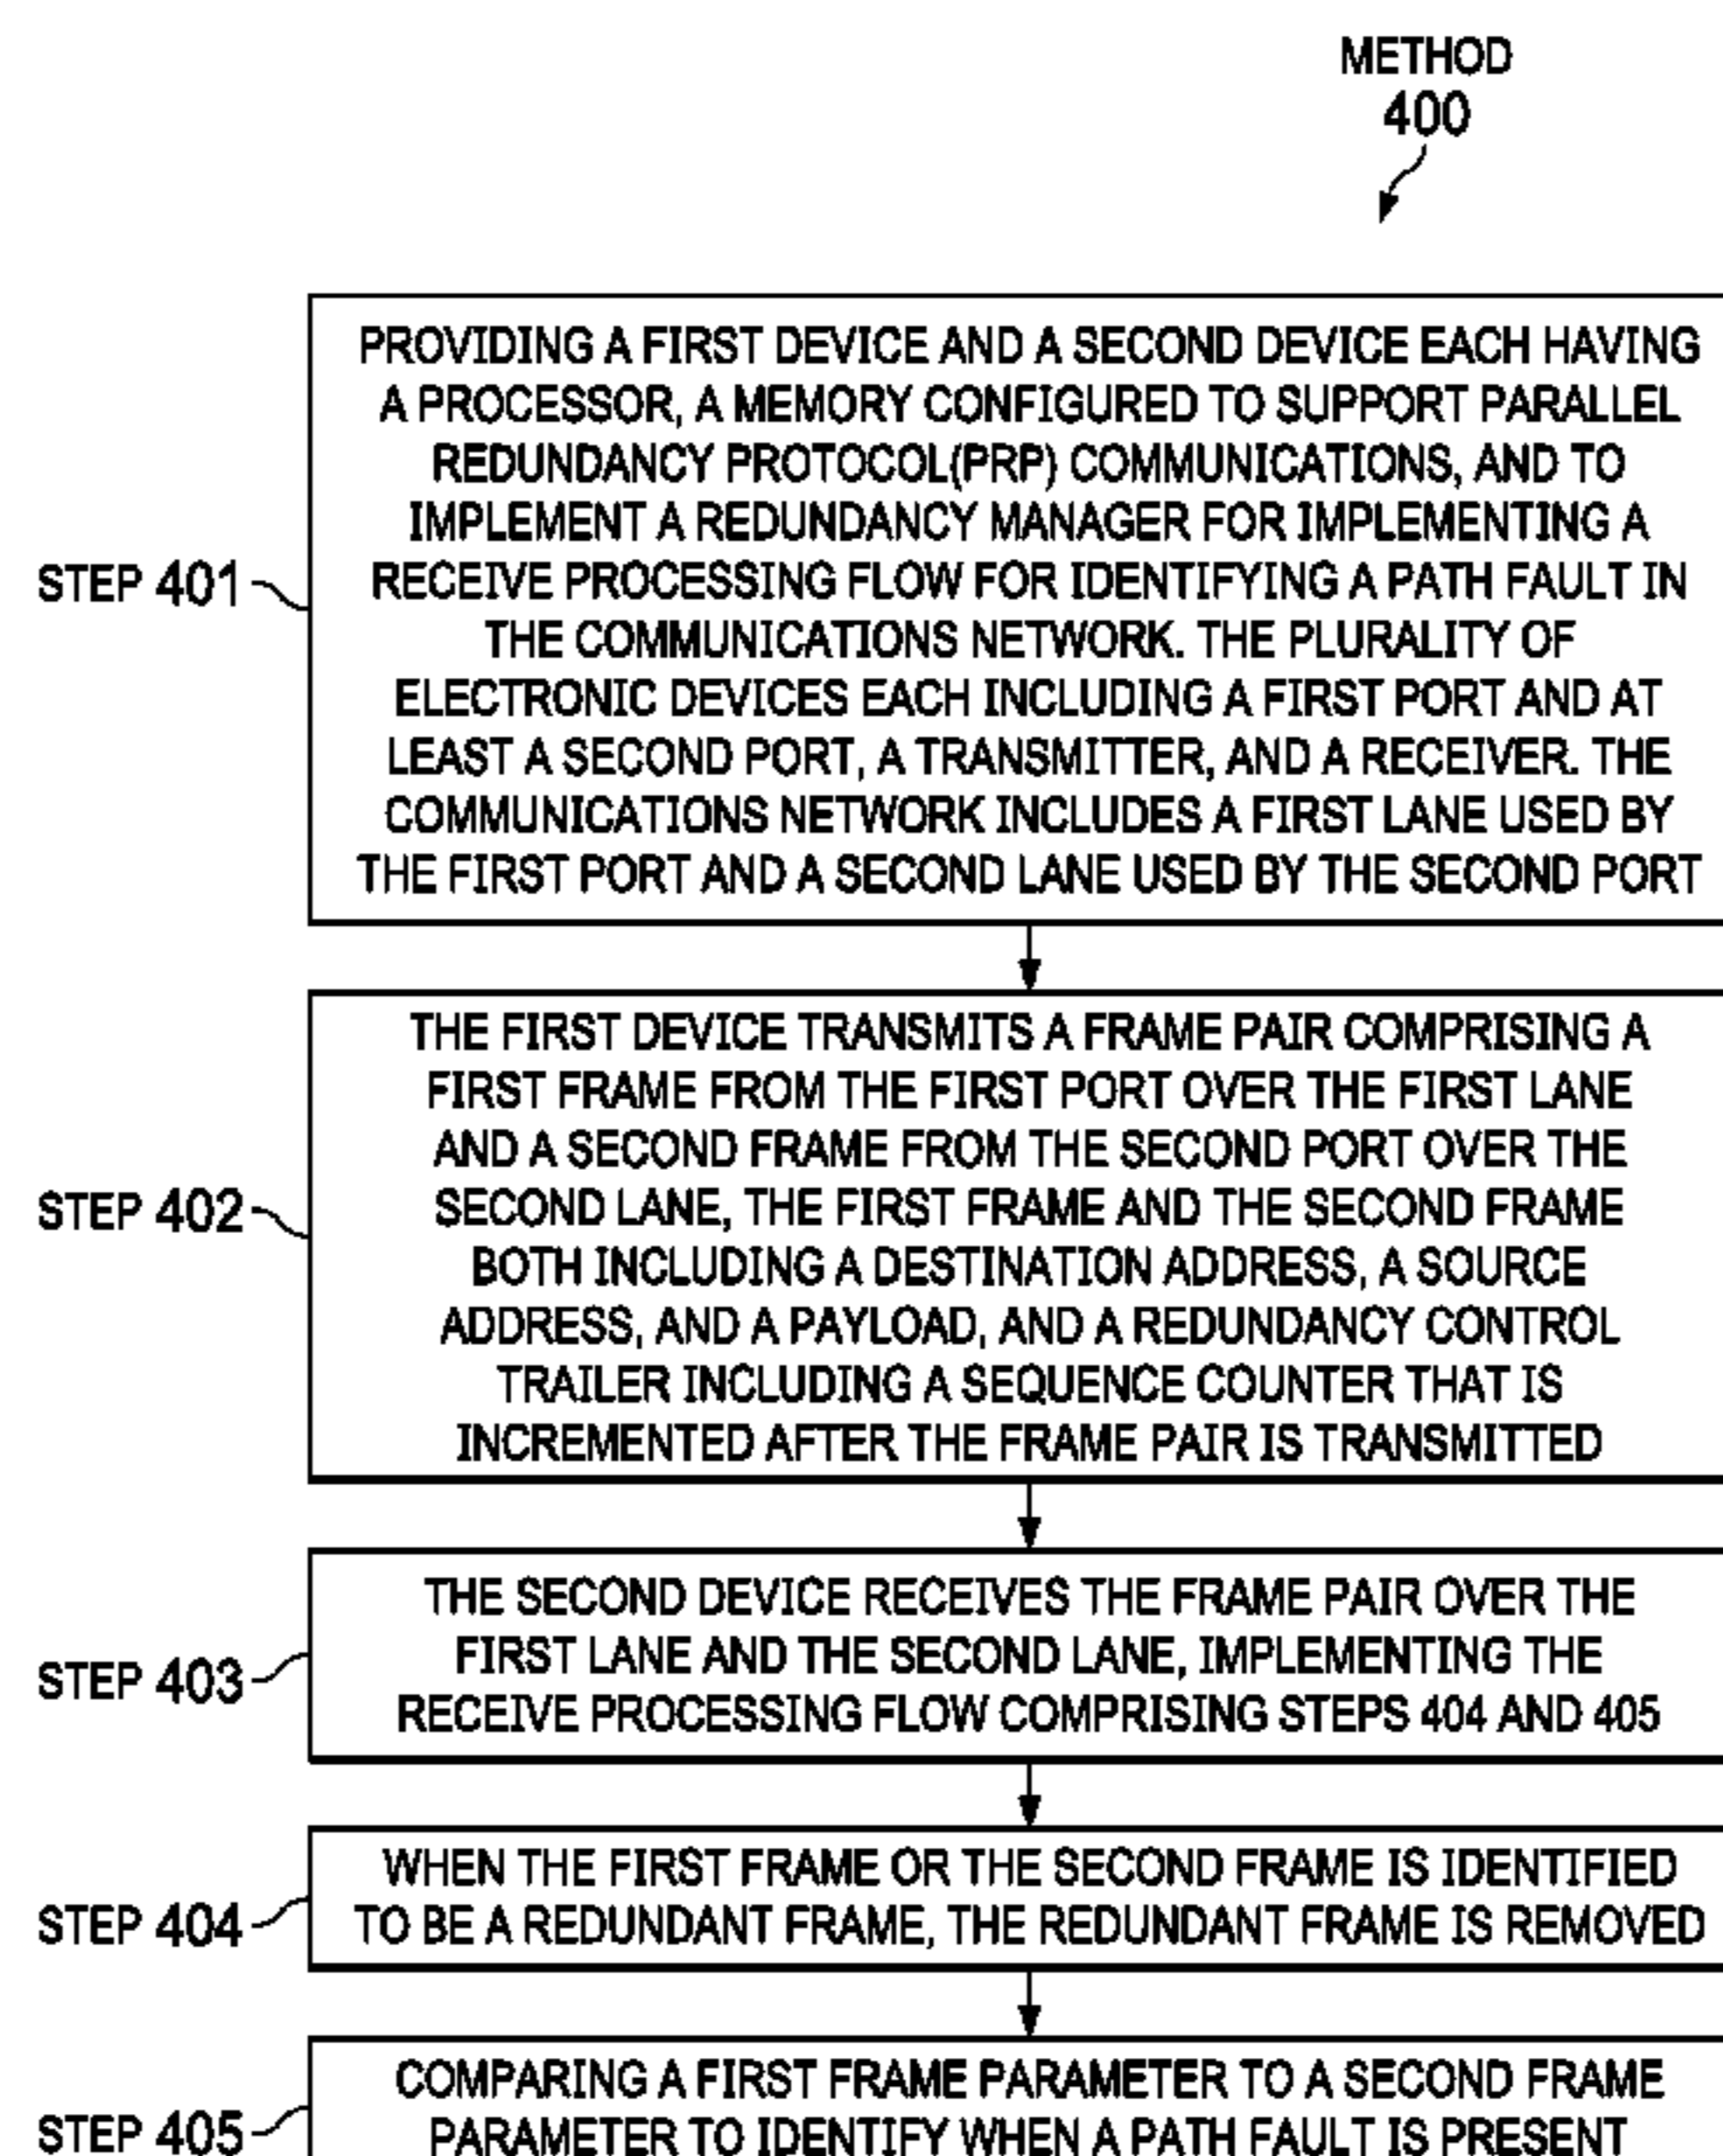 METHOD
400
STEP 401
PROVIDING A FIRST DEVICE AND A SECOND DEVICE EACH HAVING
A PROCESSOR, A MEMORY CONFIGURED TO SUPPORT PARALLEL
REDUNDANCY PROTOCOL(PRP) COMMUNICATIONS, AND TO
IMPLEMENT A REDUNDANCY MANAGER FOR IMPLEMENTING A
RECEIVE PROCESSING FLOW FOR IDENTIFYING A PATH FAULT IN
THE COMMUNICATIONS NETWORK. THE PLURALITY OF
ELECTRONIC DEVICES EACH INCLUDING A FIRST PORT AND AT
LEAST A SECOND PORT, A TRANSMITTER, AND A RECEIVER. THE
COMMUNICATIONS NETWORK INCLUDES A FIRST LANE USED BY
THE FIRST PORT AND A SECOND LANE USED BY THE SECOND PORT
STEP 402
THE FIRST DEVICE TRANSMITS A FRAME PAIR COMPRISING A
FIRST FRAME FROM THE FIRST PORT OVER THE FIRST LANE
AND A SECOND FRAME FROM THE SECOND PORT OVER THE
SECOND LANE, THE FIRST FRAME AND THE SECOND FRAME
BOTH INCLUDING A DESTINATION ADDRESS, A SOURCE
ADDRESS, AND A PAYLOAD, AND A REDUNDANCY CONTROL
TRAILER INCLUDING A SEQUENCE COUNTER THAT IS
INCREMENTED AFTER THE FRAME PAIR IS TRANSMITTED
STEP 403
THE SECOND DEVICE RECEIVES THE FRAME PAIR OVER THE
FIRST LANE AND THE SECOND LANE, IMPLEMENTING THE
RECEIVE PROCESSING FLOW COMPRISING STEPS 404 AND 405
STEP 404
WHEN THE FIRST FRAME OR THE SECOND FRAME IS IDENTIFIED
TO BE A REDUNDANT FRAME, THE REDUNDANT FRAME IS REMOVED
STEP 405
COMPARING A FIRST FRAME PARAMETER TO A SECOND FRAME
PARAMETER TO IDENTIFY WHEN A PATH FAULT IS PRESENT